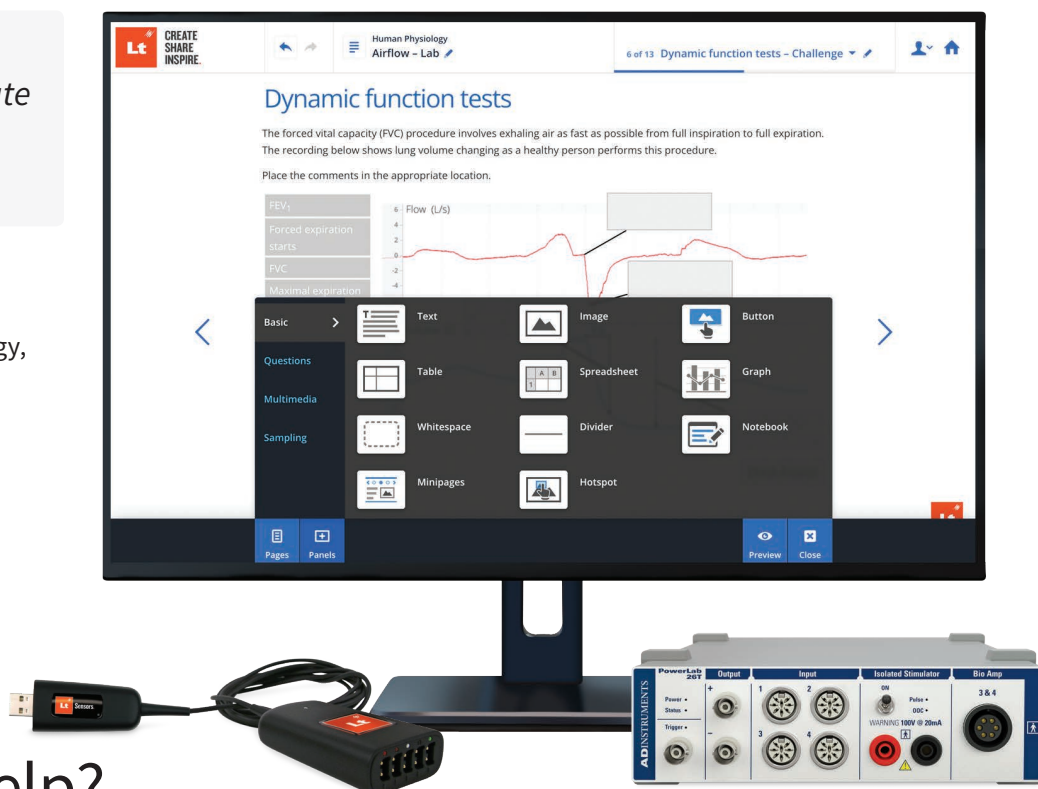 Lt
CREATE
SHARE
INSPIRE.
Human Physiology
Airflow – Lab
6 of 13 Dynamic function tests – Challenge
Dynamic function tests
The forced vital capacity (FVC) procedure involves exhaling air as fast as possible from full inspiration to full expiration.
The recording below shows lung volume changing as a healthy person performs this procedure.
Place the comments in the appropriate location.
FEV₁
Forced expiration
starts
FVC
Maximal expiration
Flow (L/s)
6
4
2
0
-2
-4
gy,
Basic
Questions
Multimedia
Sampling
Text
Image
Button
Table
Spreadsheet
A B
1
Graph
Whitespace
Divider
Notebook
Minipages
Hotspot
Pages
Panels
Preview
Close
Lt Sensors
ADINSTRUMENTS
PowerLab
26T
Power
Status
Trigger
Output
+
–
Input
1 2
3 4
Isolated Stimulator
ON
Pulse
OOC
WARNING 100V @ 20mA
Bio Amp
3 & 4
elp?